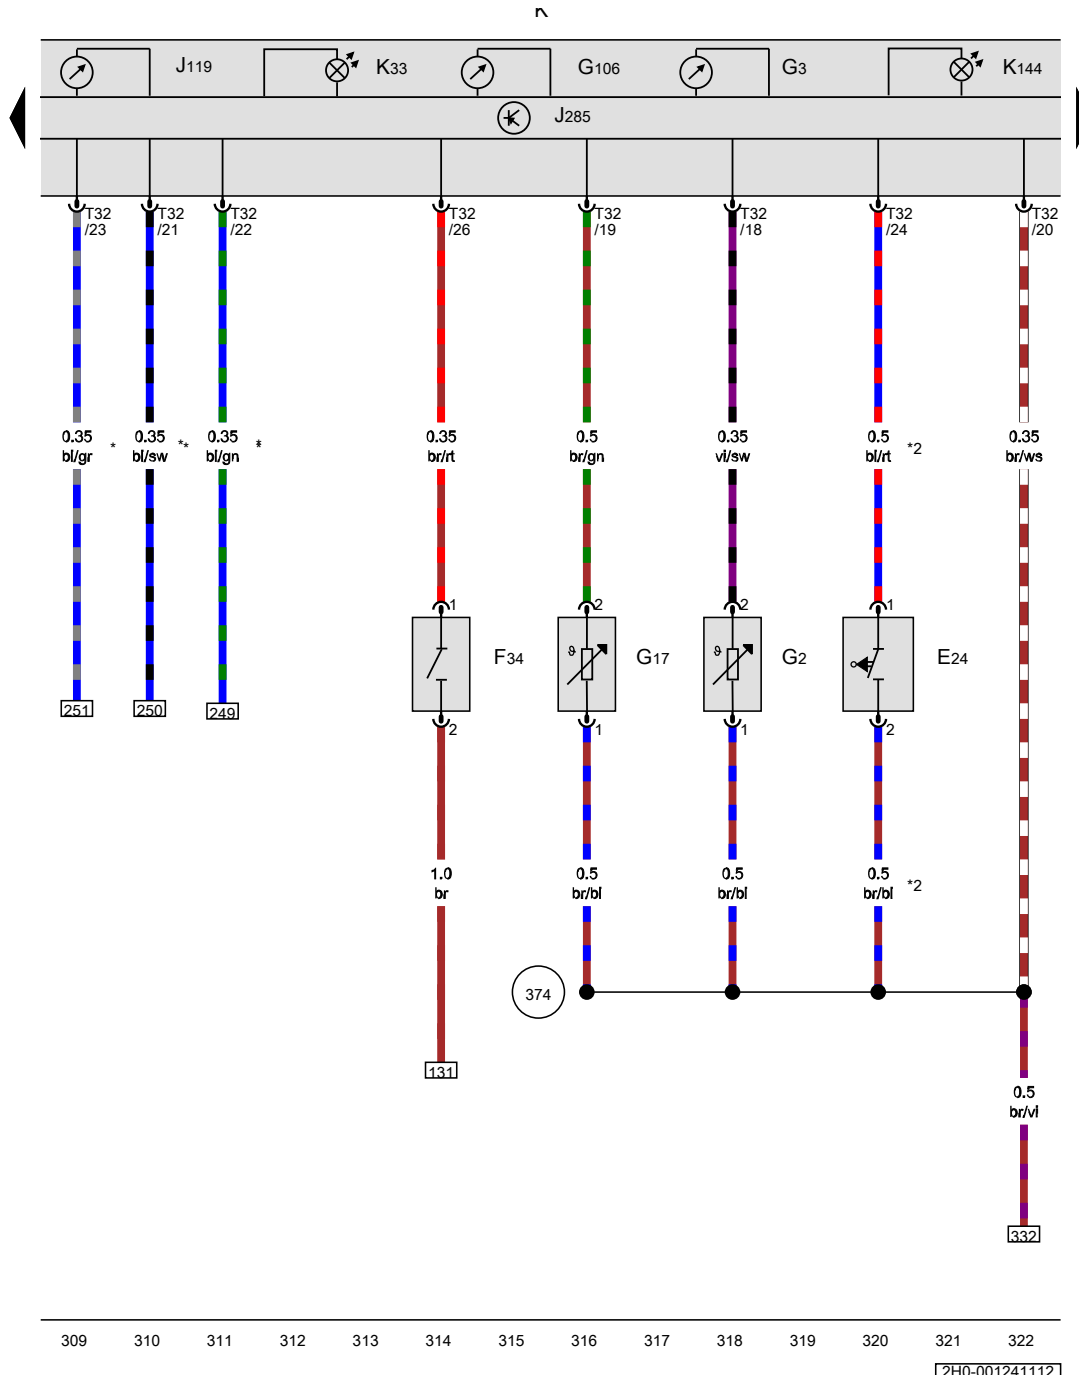 K
J119 K33 G106 G3 K144
J285
T32 T32 T32 T32 T32 T32 T32 T32
/23 /21 /22 /26 /19 /18 /24 /20
0.35 0.35 0.35 0.35 0.5 0.35 0.5 0.35
bl/gr * bl/sw ** bl/gn * br/rt br/gn vi/sw bl/rt *2 br/ws
1 2 2 1
ϑ ϑ
F34 G17 G2 E24
251 250 249
2 1 1 2
1.0 0.5 0.5 0.5
br br/bl br/bl br/bl *2
374
131
0.5
br/vi
332
309 310 311 312 313 314 315 316 317 318 319 320 321 322
2H0-001241112